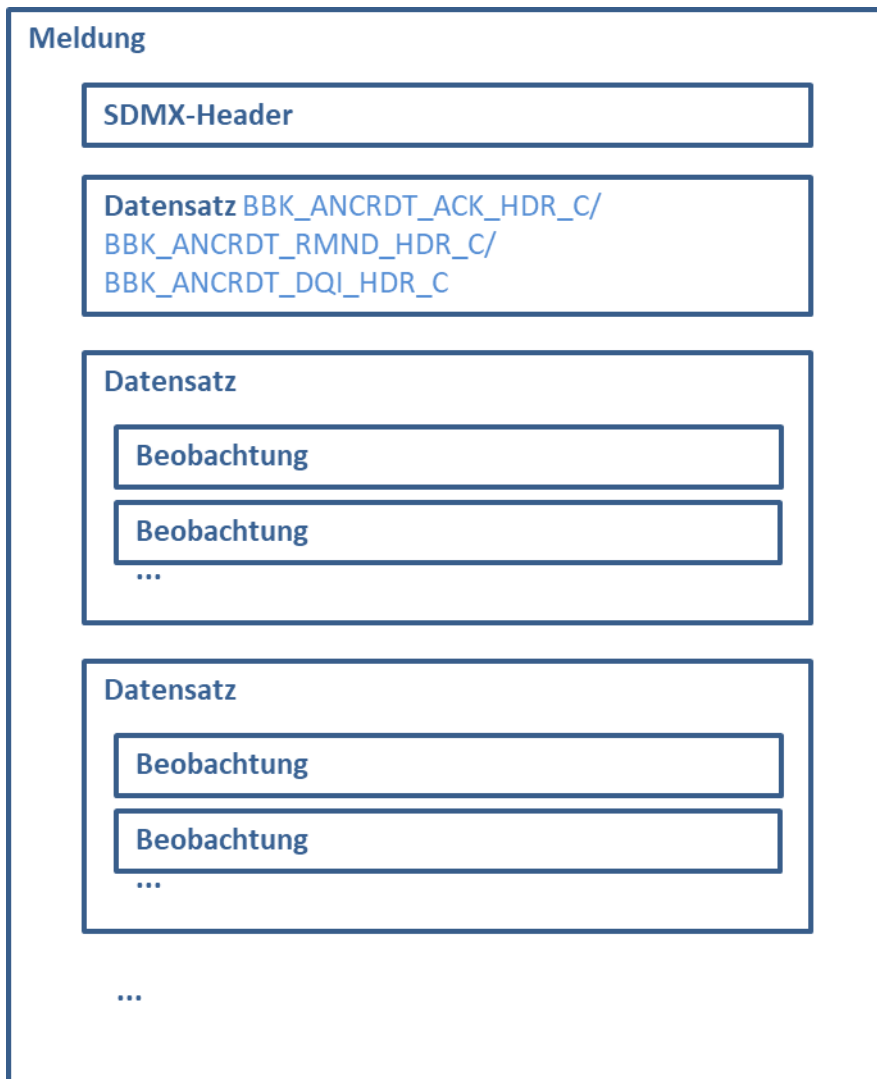 Meldung
SDMX-Header
Datensatz BBK_ANCRDT_ACK_HDR_C/
BBK_ANCRDT_RMND_HDR_C/
BBK_ANCRDT_DQI_HDR_C
Datensatz
Beobachtung
Beobachtung
...
Datensatz
Beobachtung
Beobachtung
...
...